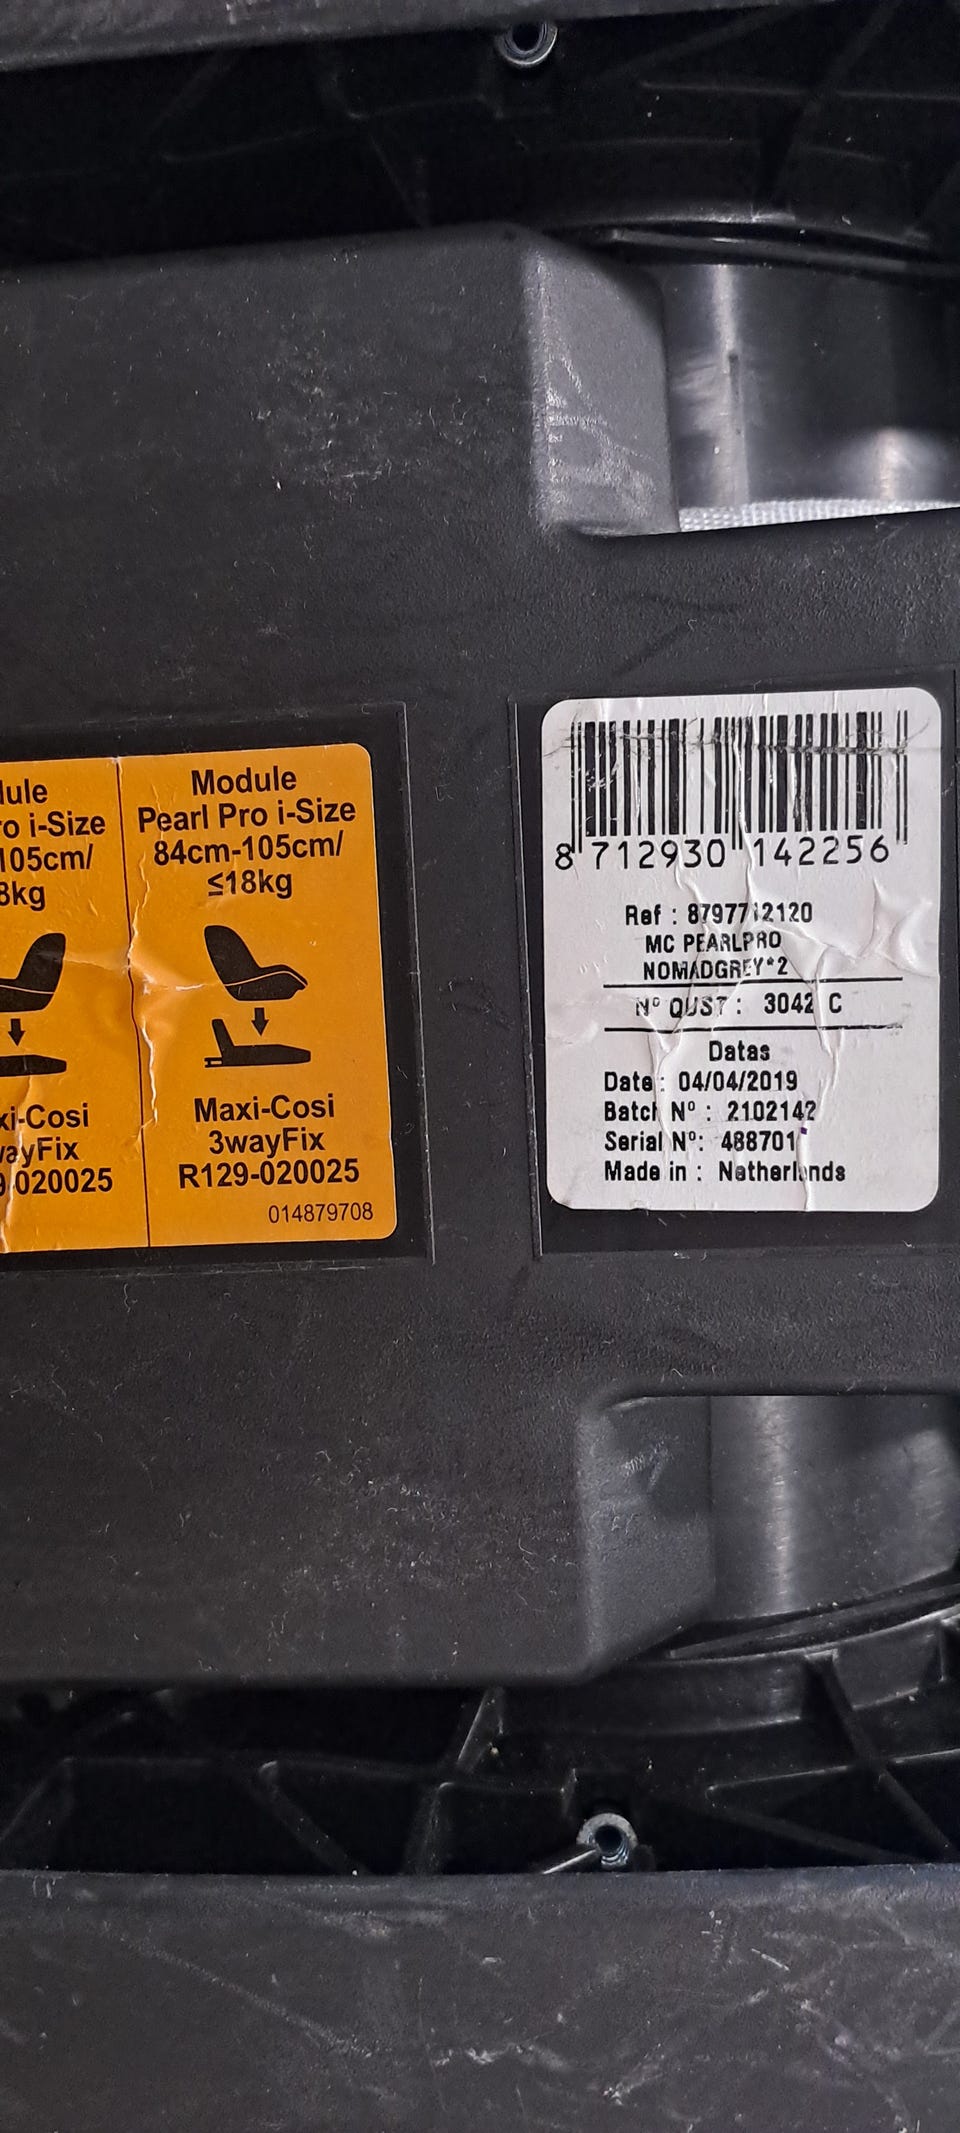 dule
ro i-Size
105cm/
8kg
xi-Cosi
wayFix
9-020025
Module
Pearl Pro i-Size
84cm-105cm/
≤18kg
Maxi-Cosi
3wayFix
R129-020025
014879708
8 712930 142256
Ref : 8797712120
MC PEARLPRO
NOMADGREY*2
N° QUST : 3042 C
Datas
Date : 04/04/2019
Batch N° : 2102142
Serial N°: 488701
Made in : Netherlands